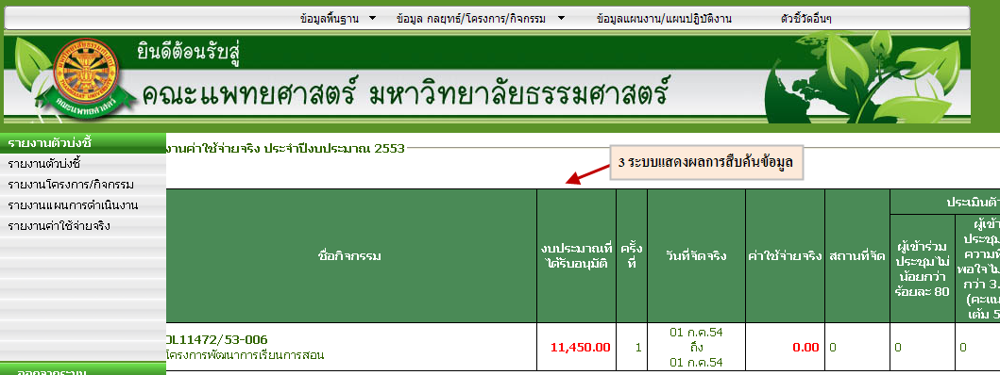 ข้อมูลพื้นฐาน ข้อมูล กลยุทธ์/โครงการ/กิจกรรม ข้อมูลแผนงาน/แผนปฏิบัติงาน ตัวชี้วัดอื่นๆ
ยินดีต้อนรับสู่
คณะแพทยศาสตร์ มหาวิทยาลัยธรรมศาสตร์
คณะแพทยศาสตร์
รายงานตัวบ่งชี้
รายงานตัวบ่งชี้
รายงานโครงการ/กิจกรรม
รายงานแผนการดำเนินงาน
รายงานค่าใช้จ่ายจริง
งานค่าใช้จ่ายจริง ประจำปีงบประมาณ 2553
3 ระบบแสดงผลการสืบค้นข้อมูล
ชื่อกิจกรรม
งบประมาณที่
ได้รับอนุมัติ
ครั้ง
ที่
วันที่จัดจริง
ค่าใช้จ่ายจริง
สถานที่จัด
ประเมินตั
ผู้เข้าร่วม
ประชุมไม่
น้อยกว่า
ร้อยละ 80
ผู้เข้า
ประชุม
ความพึ
พอใจไม
กว่า 3.
(คะแน
เต้ม 5
OL11472/53-006
โครงการพัฒนาการเรียนการสอน
11,450.00
1
01 ก.ค.54
ถึง
01 ก.ค.54
0.00
0
0
0
ออกจากระบบ